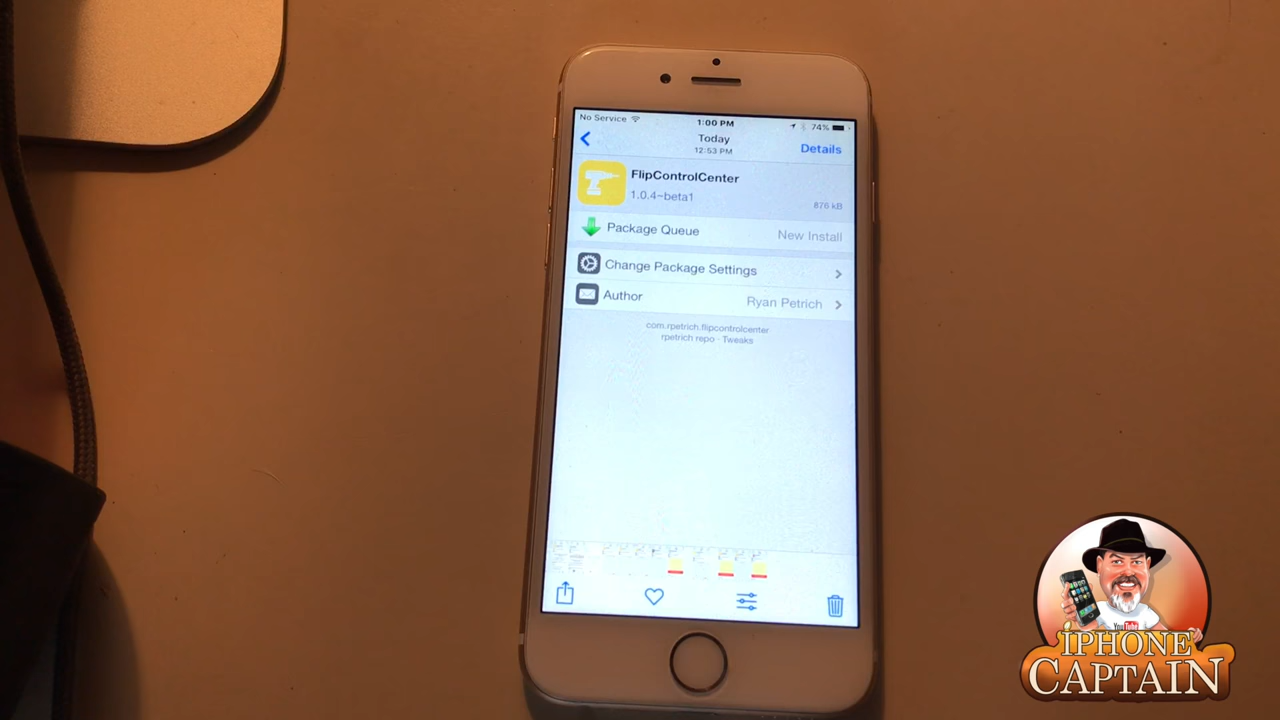 No Service
1:00 PM
74%
Today
12:53 PM
Details
FlipControlCenter
1.0.4~beta1
876 kB
Package Queue
New Install
Change Package Settings
Author
Ryan Petrich
com.rpetrich.flipcontrolcenter
rpetrich repo · Tweaks
YouTube
iPHONE
CAPTAIN